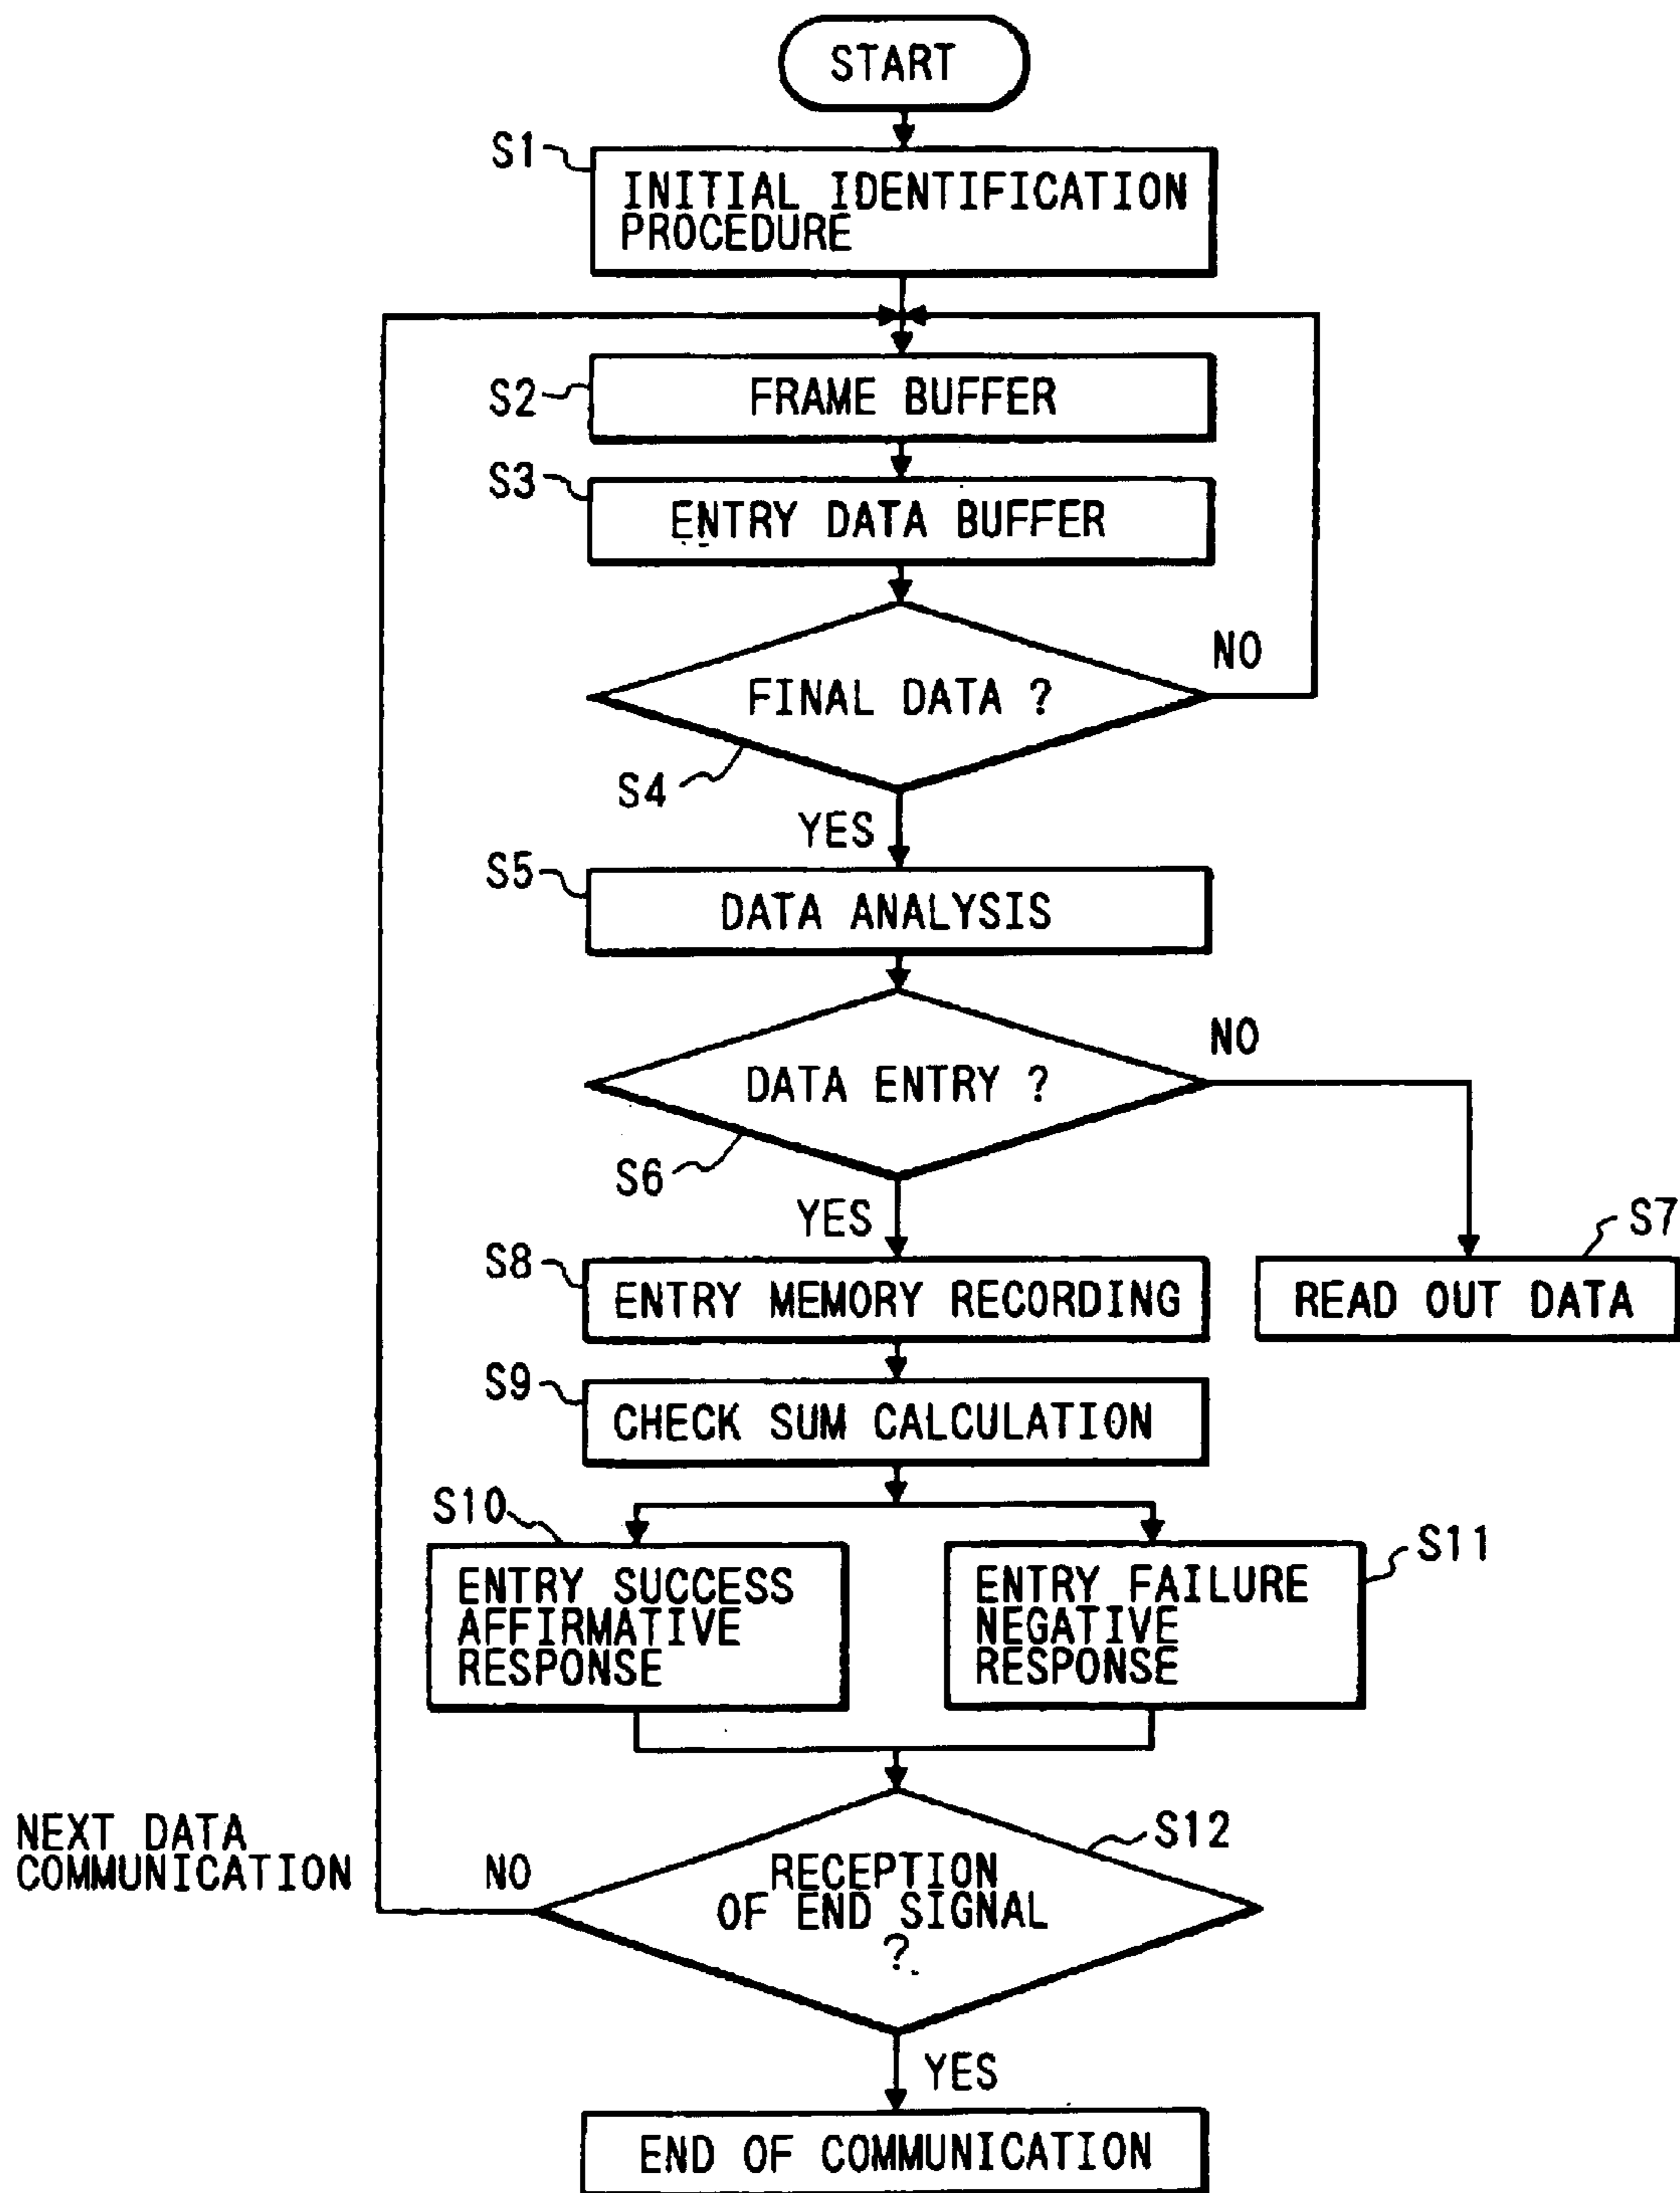 START
S1
INITIAL IDENTIFICATION
PROCEDURE
S2
FRAME BUFFER
S3
ENTRY DATA BUFFER
NO
FINAL DATA ?
S4
YES
S5
DATA ANALYSIS
NO
DATA ENTRY ?
S6
YES
S7
S8
ENTRY MEMORY RECORDING
READ OUT DATA
S9
CHECK SUM CALCULATION
S10
ENTRY SUCCESS
AFFIRMATIVE
RESPONSE
S11
ENTRY FAILURE
NEGATIVE
RESPONSE
NEXT DATA
COMMUNICATION
NO
S12
RECEPTION
OF END SIGNAL
?
YES
END OF COMMUNICATION